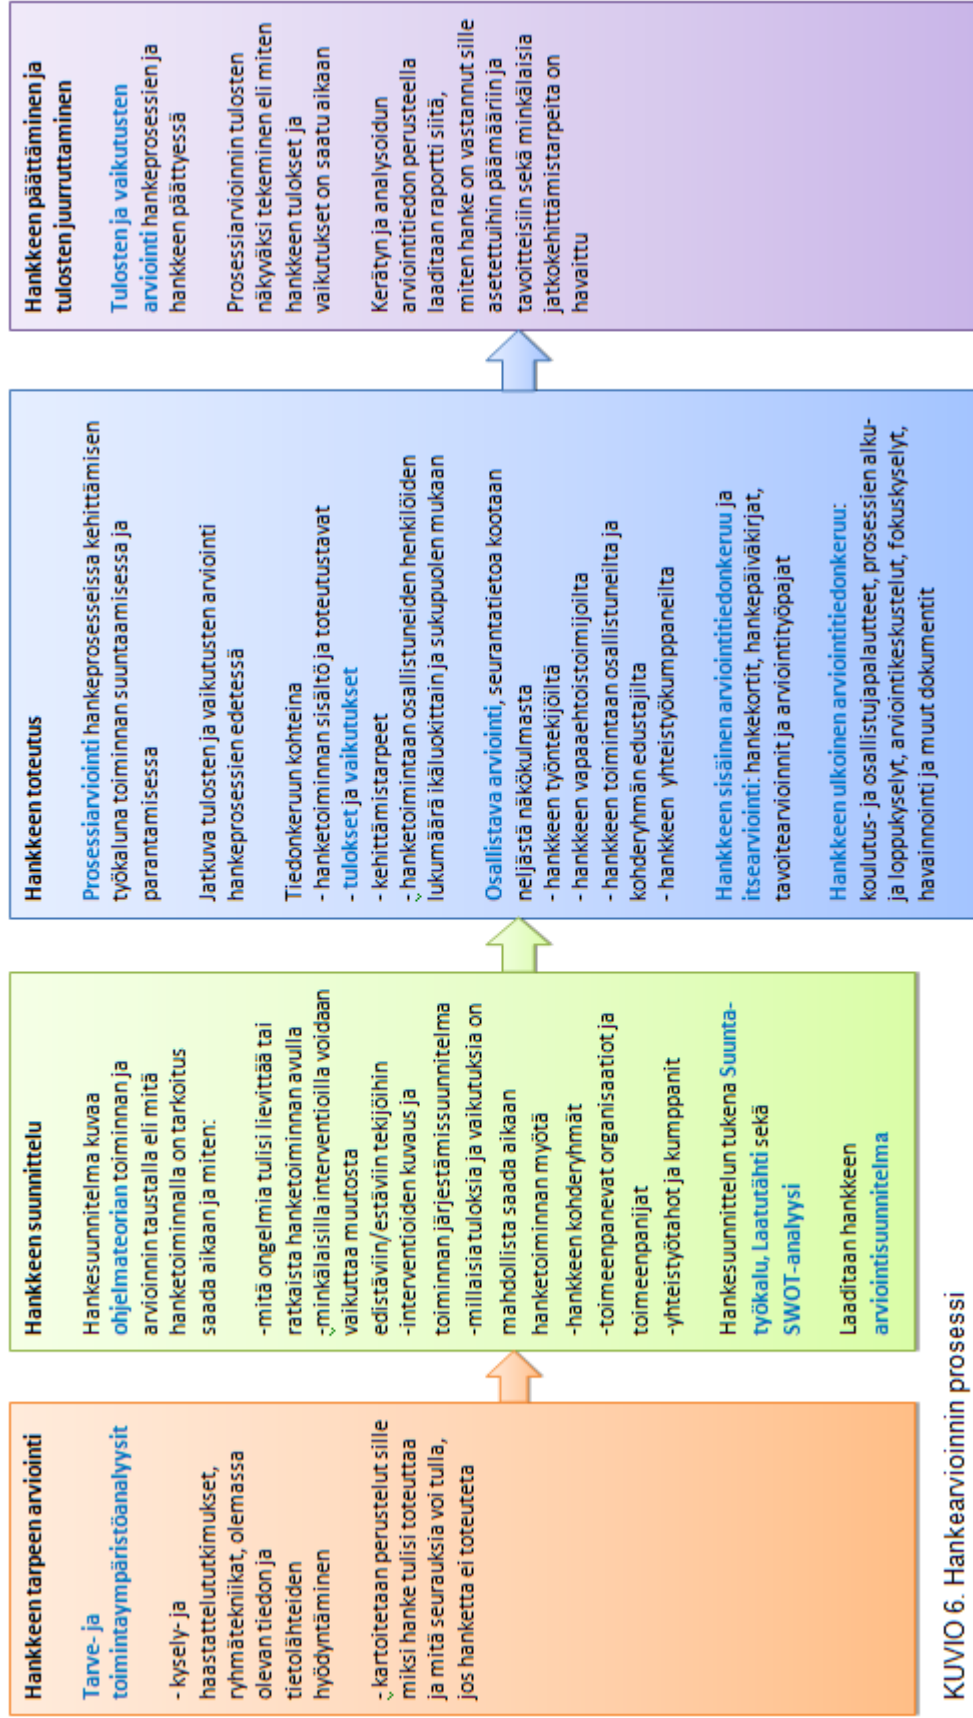 Hankkeen tarpeen arviointi
Tarve- ja
toimintaympäristöanalyysit
- kysely- ja
haastattelututkimukset,
ryhmätekniikat, olemassa
olevan tiedon ja
tietolähteiden
hyödyntäminen
- kartoitetaan perustelut sille
miksi hanke tulisi toteuttaa
ja mitä seurauksia voi tulla,
jos hanketta ei toteuteta
Hankkeen suunnittelu
Hankesuunnitelma kuvaa
ohjelmateorian toiminnan ja
arvioinnin taustalla eli mitä
hanketoiminnalla on tarkoitus
saada aikaan ja miten:
-mitä ongelmia tulisi lievittää tai
ratkaista hanketoiminnan avulla
-minkälaisilla interventioilla voidaan
vaikuttaa muutosta
edistäviin/estäviin tekijöihin
-interventioiden kuvaus ja
toiminnan järjestämissuunnitelma
-millaisia tuloksia ja vaikutuksia on
mahdollista saada aikaan
hanketoiminnan myötä
-hankkeen kohderyhmät
-toimeenpanevat organisaatiot ja
toimeenpanijat
-yhteistyötahot ja kumppanit
Hankesuunnittelun tukena Suunta-
työkalu, Laatutähti sekä
SWOT-analyysi
Laaditaan hankkeen
arviointisuunnitelma
Hankkeen toteutus
Prosessiarviointi hankeprosesseissa kehittämisen
työkaluna toiminnan suuntaamisessa ja
parantamisessa
Jatkuva tulosten ja vaikutusten arviointi
hankeprosessien edetessä
Tiedonkeruun kohteina
- hanketoiminnan sisältö ja toteutustavat
- tulokset ja vaikutukset
- kehittämistarpeet
- hanketoimintaan osallistuneiden henkilöiden
lukumäärä ikäluokittain ja sukupuolen mukaan
Osallistava arviointi, seurantatietoa kootaan
neljästä näkökulmasta
- hankkeen työntekijöiltä
- hankkeen vapaaehtoistoimijoilta
- hankkeen toimintaan osallistuneilta ja
kohderyhmän edustajilta
- hankkeen yhteistyökumppaneilta
Hankkeen sisäinen arviointitiedonkeruu ja
itsearviointi: hankekortit, hankepäiväkirjat,
tavoitearvioinnit ja arviointityöpajat
Hankkeen ulkoinen arviointitiedonkeruu:
koulutus- ja osallistujapalautteet, prosessien alku-
ja loppukyselyt, arviointikeskustelut, fokuskyselyt,
havainnointi ja muut dokumentit
Hankkeen päättäminen ja
tulosten juurruttaminen
Tulosten ja vaikutusten
arviointi hankeprosessien ja
hankkeen päättyessä
Prosessiarvioinnin tulosten
näkyväksi tekeminen eli miten
hankkeen tulokset ja
vaikutukset on saatu aikaan
Kerätyn ja analysoidun
arviointitiedon perusteella
laaditaan raportti siitä,
miten hanke on vastannut sille
asetettuihin päämääriin ja
tavoitteisiin sekä minkälaisia
jatkokehittämistarpeita on
havaittu
KUVIO 6. Hankearvioinnin prosessi